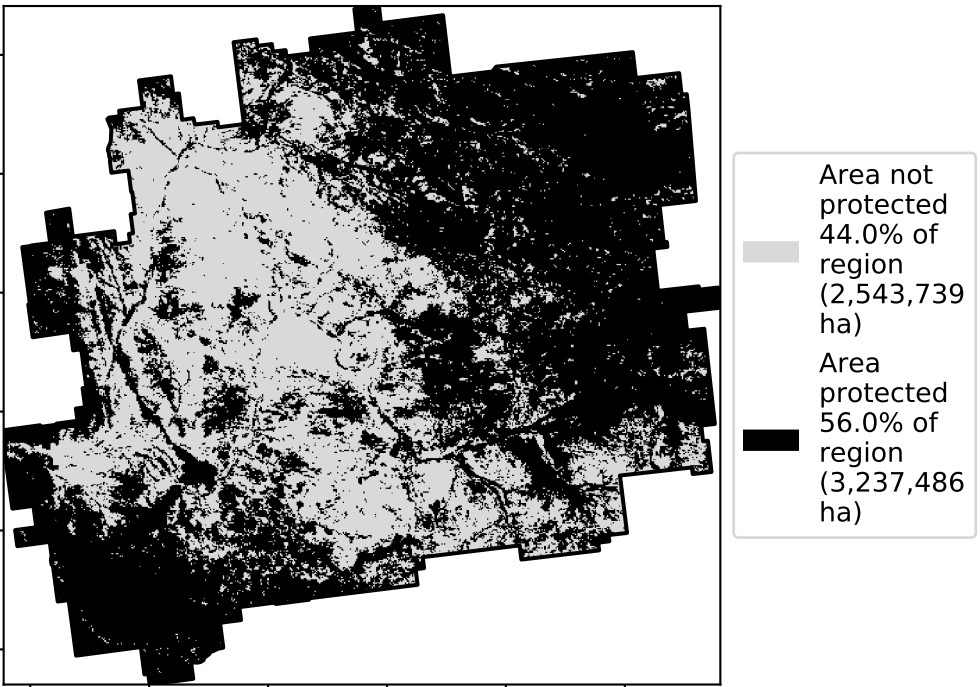 Area not
protected
44.0% of
region
(2,543,739
ha)
Area
protected
56.0% of
region
(3,237,486
ha)